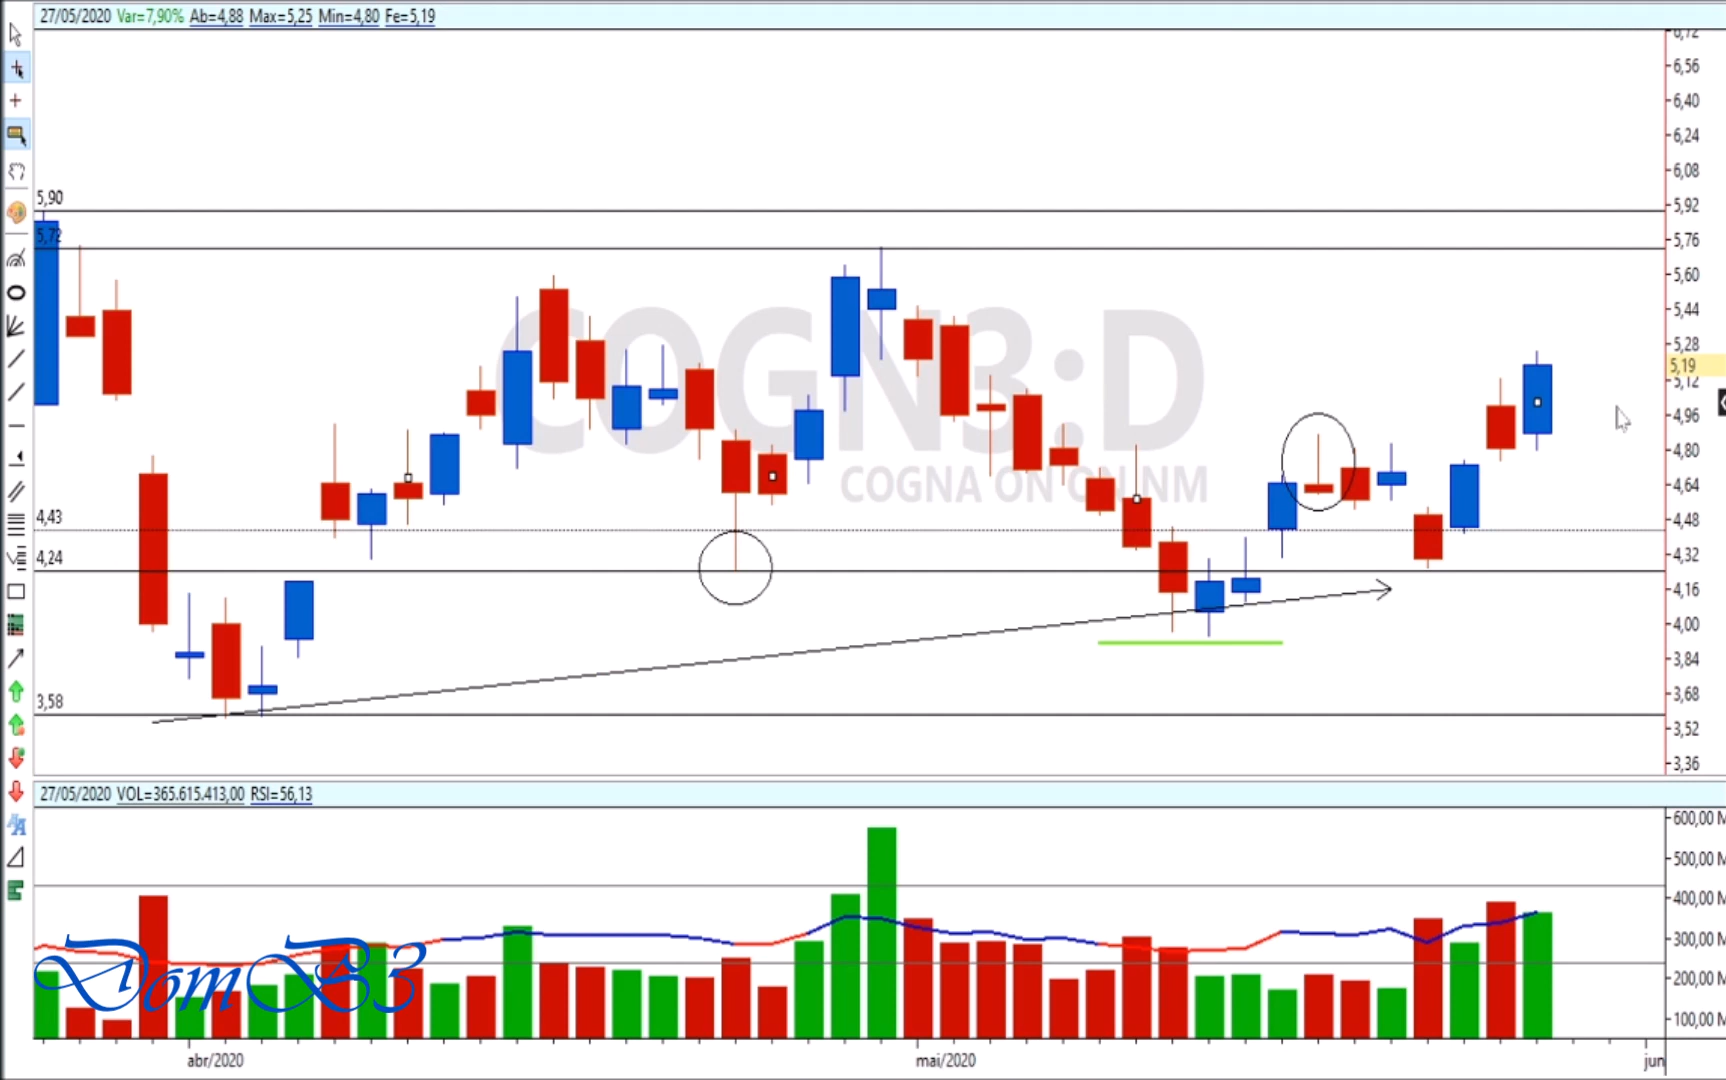 27/05/2020 Var=7,90% Ab=4,88 Max=5,25 Min=4,80 Fe=5,19
6,72
6,56
6,40
6,24
6,08
5,92
5,76
5,60
5,44
5,28
5,19
5,12
4,96
4,80
4,64
4,48
4,32
4,16
4,00
3,84
3,68
3,52
3,36
5,90
5,72
4,43
4,24
3,58
COGN3:D
COGNA ON ON NM
27/05/2020 VOL=365.615.413,00 RSI=56,13
600,00 M
500,00 M
400,00 M
300,00 M
200,00 M
100,00 M
DomB3
abr/2020
mai/2020
jun